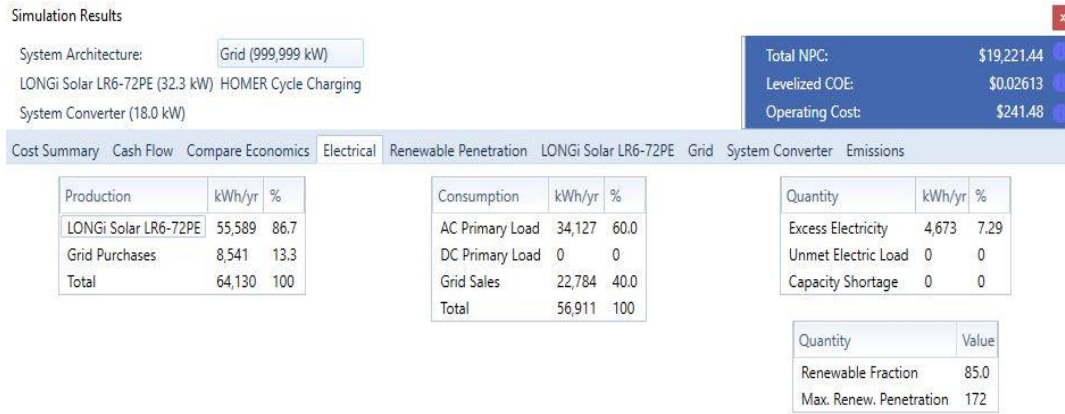 Simulation Results
System Architecture: Grid (999,999 kW)
LONGi Solar LR6-72PE (32.3 kW) HOMER Cycle Charging
System Converter (18.0 kW)
Total NPC: $19,221.44
Levelized COE: $0.02613
Operating Cost: $241.48
Cost Summary Cash Flow Compare Economics Electrical Renewable Penetration LONGi Solar LR6-72PE Grid System Converter Emissions
Production kWh/yr %
LONGi Solar LR6-72PE 55,589 86.7
Grid Purchases 8,541 13.3
Total 64,130 100
Consumption kWh/yr %
AC Primary Load 34,127 60.0
DC Primary Load 0 0
Grid Sales 22,784 40.0
Total 56,911 100
Quantity kWh/yr %
Excess Electricity 4,673 7.29
Unmet Electric Load 0 0
Capacity Shortage 0 0
Quantity Value
Renewable Fraction 85.0
Max. Renew. Penetration 172